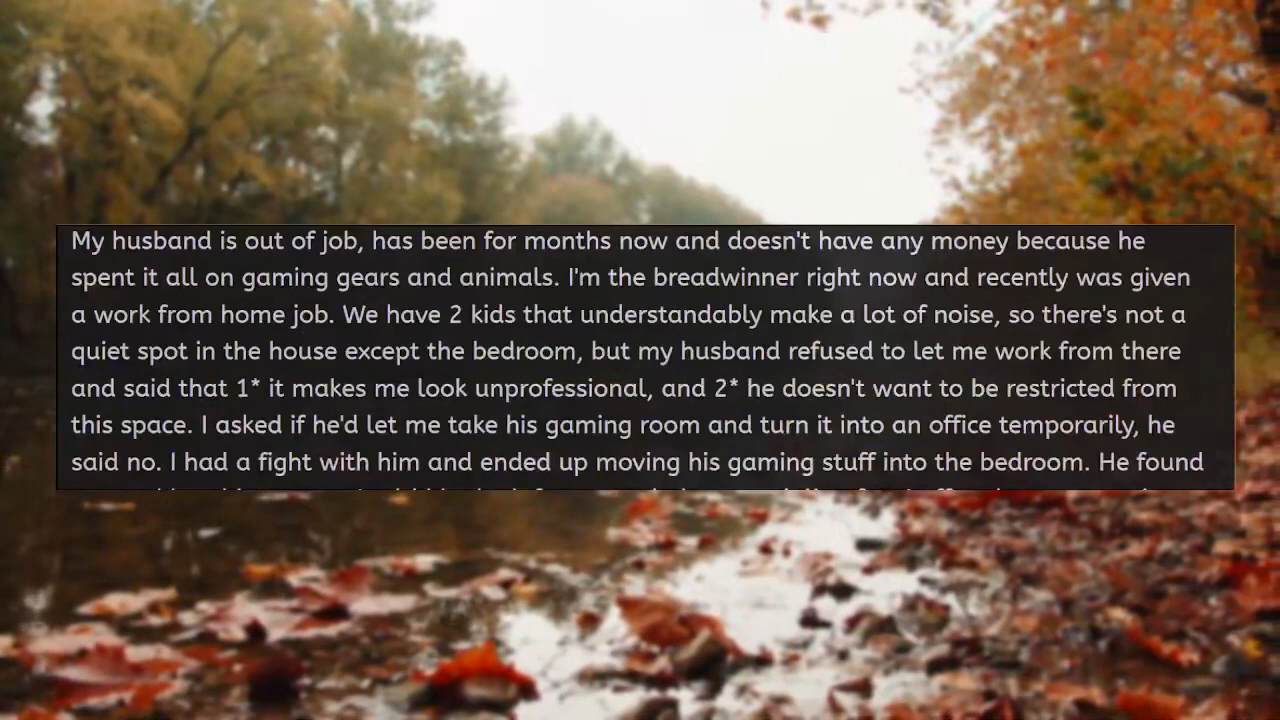 My husband is out of job, has been for months now and doesn't have any money because he
spent it all on gaming gears and animals. I'm the breadwinner right now and recently was given
a work from home job. We have 2 kids that understandably make a lot of noise, so there's not a
quiet spot in the house except the bedroom, but my husband refused to let me work from there
and said that 1* it makes me look unprofessional, and 2* he doesn't want to be restricted from
this space. I asked if he'd let me take his gaming room and turn it into an office temporarily, he
said no. I had a fight with him and ended up moving his gaming stuff into the bedroom. He found